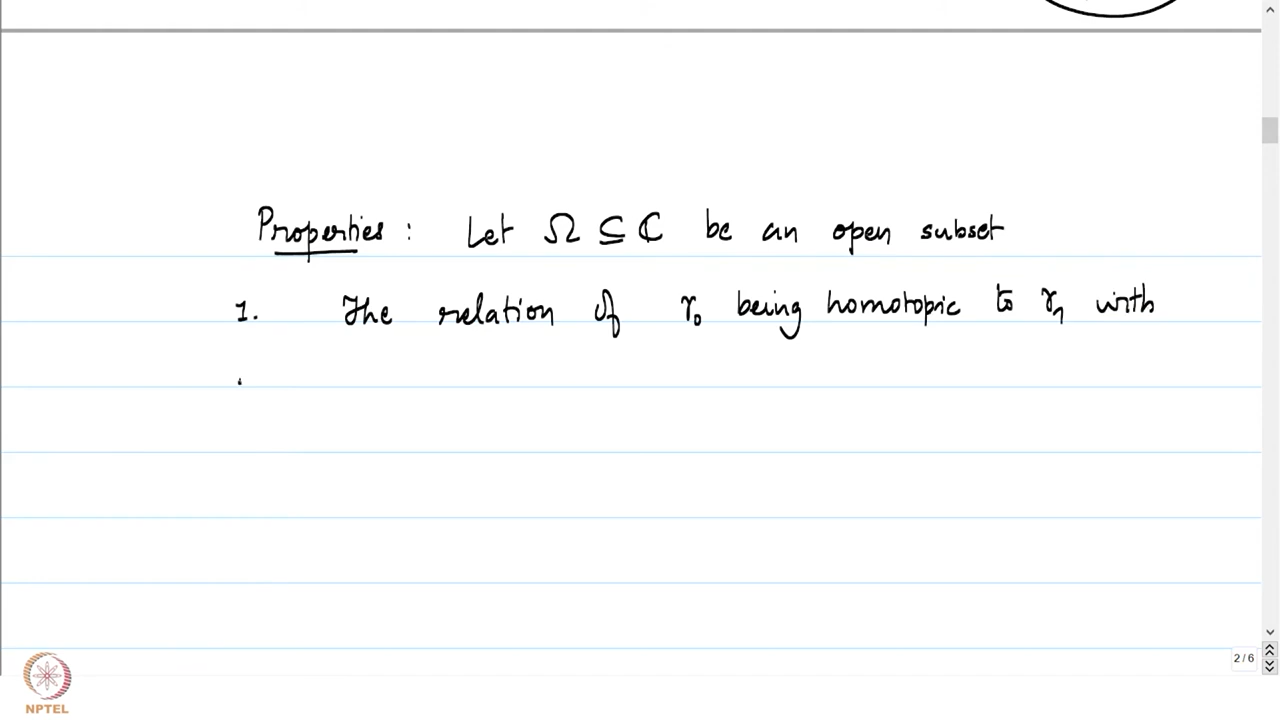 Properties : Let Ω ⊆ ℂ be an open subset
1. The relation of γ₀ being homotopic to γ₁ with
2/6
NPTEL